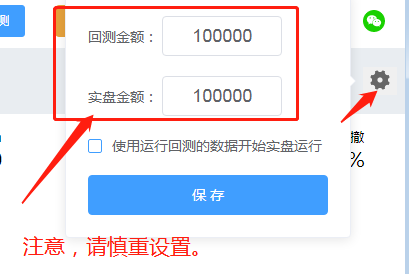 测
回测金额： 100000
实盘金额： 100000
撤
%
使用运行回测的数据开始实盘运行
保存
注意，请慎重设置。